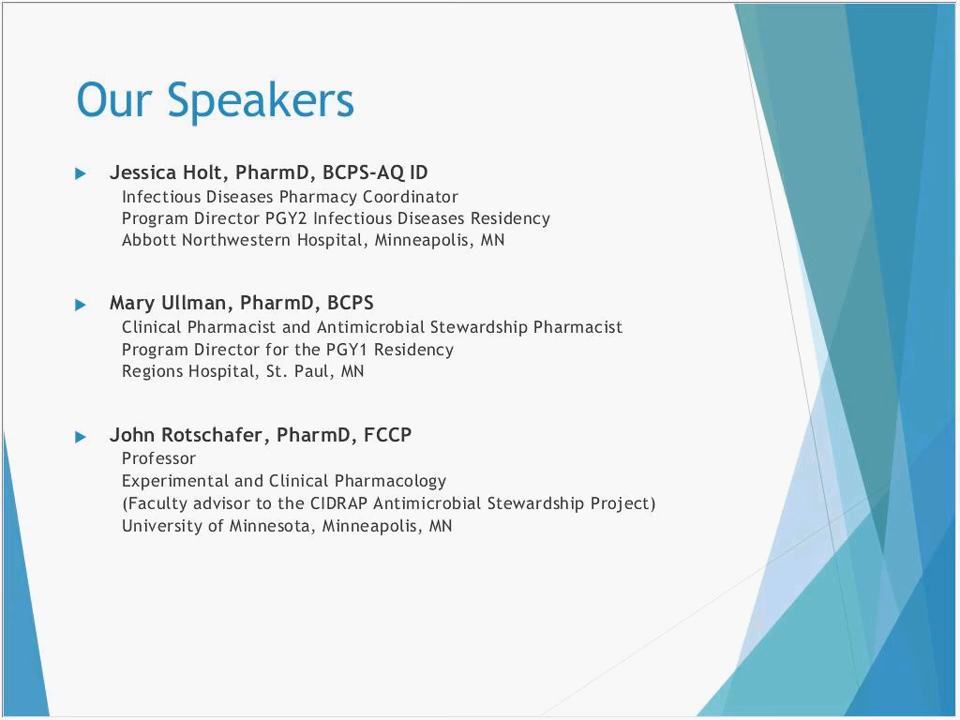 Our Speakers
Jessica Holt, PharmD, BCPS-AQ ID
Infectious Diseases Pharmacy Coordinator
Program Director PGY2 Infectious Diseases Residency
Abbott Northwestern Hospital, Minneapolis, MN
Mary Ullman, PharmD, BCPS
Clinical Pharmacist and Antimicrobial Stewardship Pharmacist
Program Director for the PGY1 Residency
Regions Hospital, St. Paul, MN
John Rotschafer, PharmD, FCCP
Professor
Experimental and Clinical Pharmacology
(Faculty advisor to the CIDRAP Antimicrobial Stewardship Project)
University of Minnesota, Minneapolis, MN